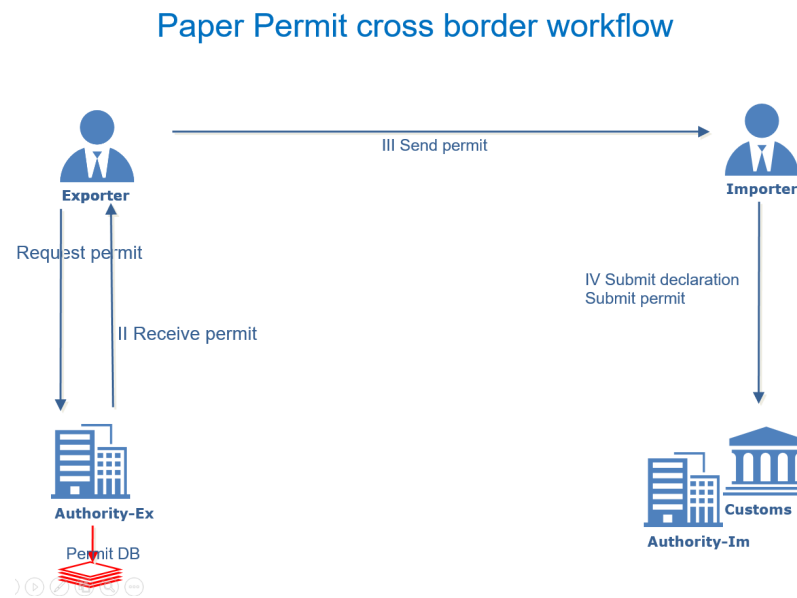 Paper Permit cross border workflow
III Send permit
Exporter
Importer
Request permit
IV Submit declaration
Submit permit
II Receive permit
Authority-Ex
Customs
Authority-Im
Permit DB